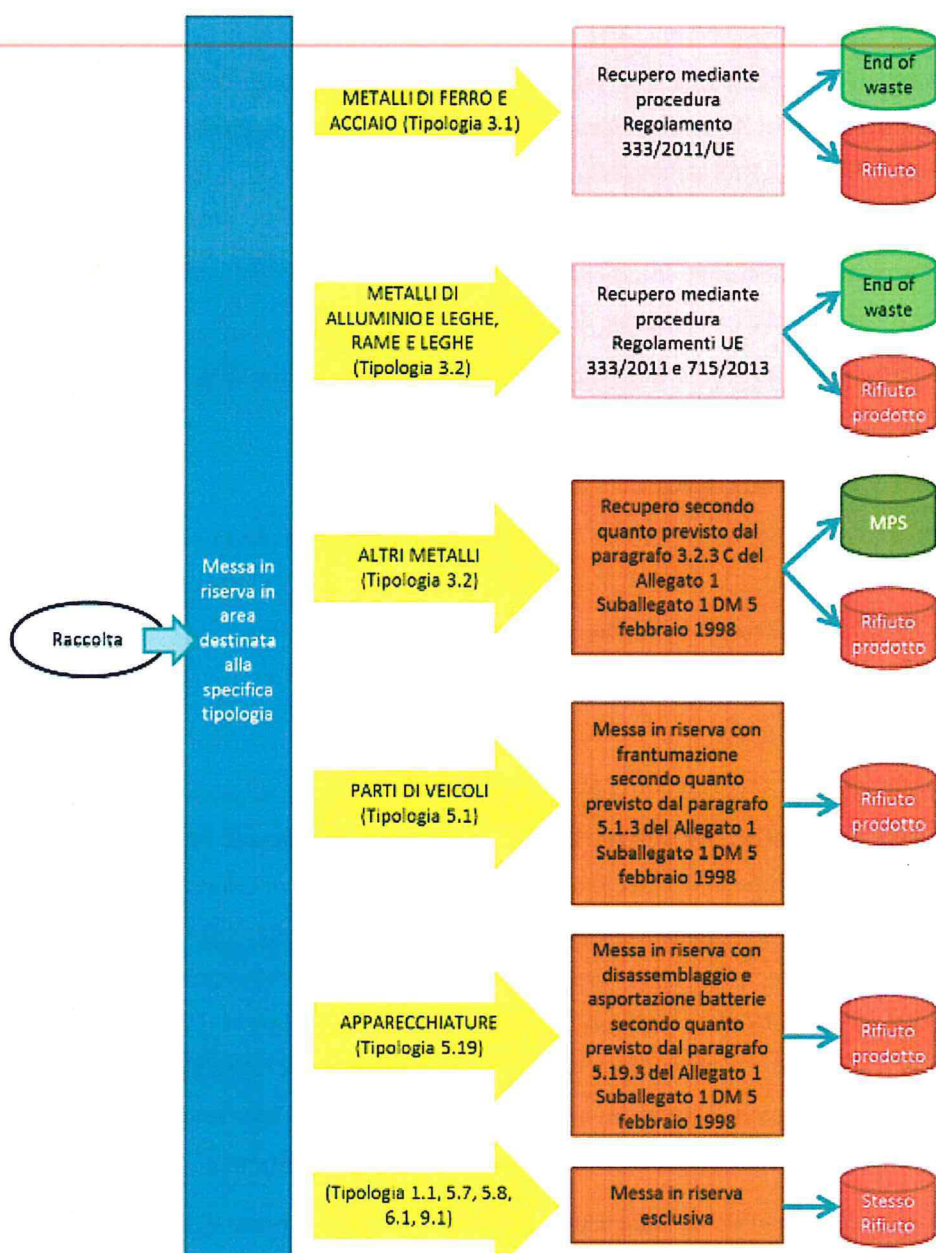 Raccolta
Messa in
riserva in
area
destinata
alla
specifica
tipologia
METALLI DI FERRO E
ACCIAIO (Tipologia 3.1)
Recupero mediante
procedura
Regolamento
333/2011/UE
End of
waste
Rifiuto
METALLI DI
ALLUMINIO E LEGHE,
RAME E LEGHE
(Tipologia 3.2)
Recupero mediante
procedura
Regolamenti UE
333/2011 e 715/2013
End of
waste
Rifiuto
prodotto
ALTRI METALLI
(Tipologia 3.2)
Recupero secondo
quanto previsto dal
paragrafo 3.2.3 C del
Allegato 1
Suballegato 1 DM 5
febbraio 1998
MPS
Rifiuto
prodotto
PARTI DI VEICOLI
(Tipologia 5.1)
Messa in riserva con
frantumazione
secondo quanto
previsto dal paragrafo
5.1.3 del Allegato 1
Suballegato 1 DM 5
febbraio 1998
Rifiuto
prodotto
APPARECCHIATURE
(Tipologia 5.19)
Messa in riserva con
disassemblaggio e
asportazione batterie
secondo quanto
previsto dal paragrafo
5.19.3 del Allegato 1
Suballegato 1 DM 5
febbraio 1998
Rifiuto
prodotto
(Tipologia 1.1, 5.7, 5.8,
6.1, 9.1)
Messa in riserva
esclusiva
Stesso
Rifiuto